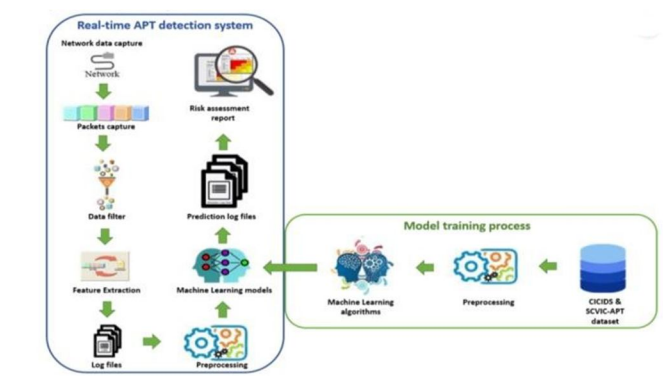 Real-time APT detection system
Network data capture
Network
Packets capture
Data filter
Feature Extraction
Log files
Preprocessing
Machine Learning models
Prediction log files
Risk assessment
report
Model training process
Machine Learning
algorithms
Preprocessing
CICIDS &
SCVIC-APT
dataset